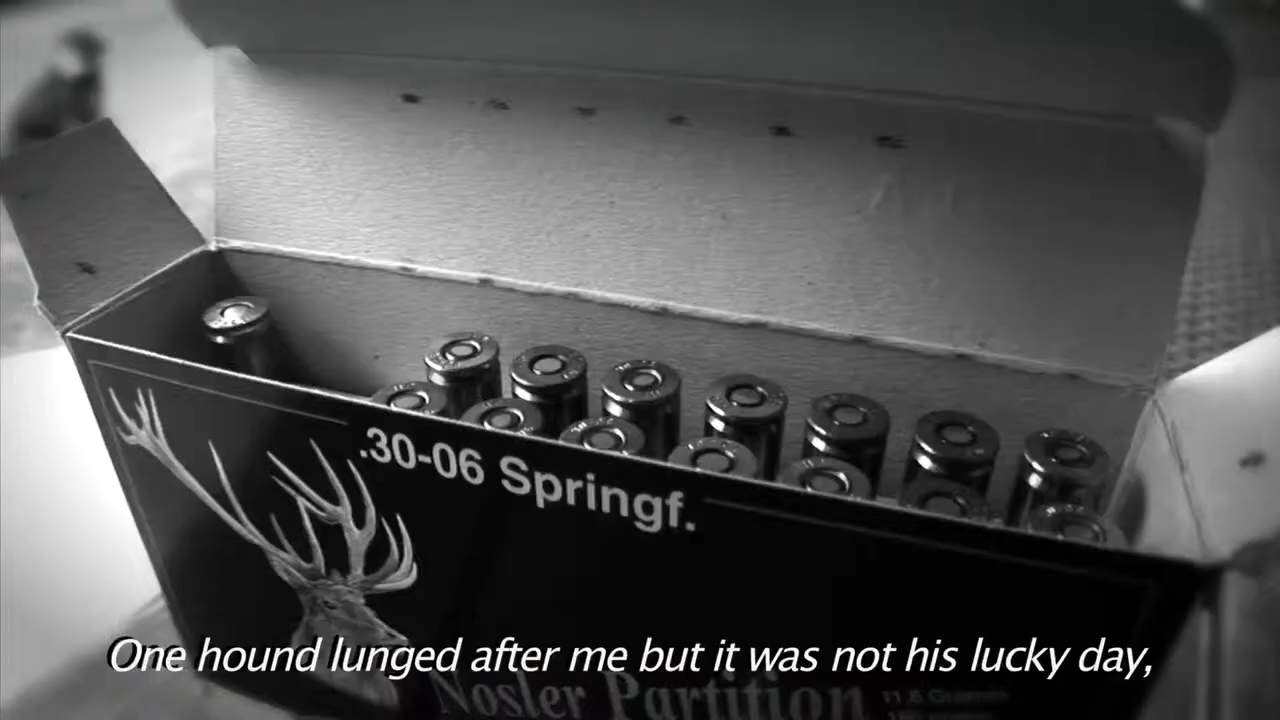 .30-06 Springf.
One hound lunged after me but it was not his lucky day,
Nosler Partition